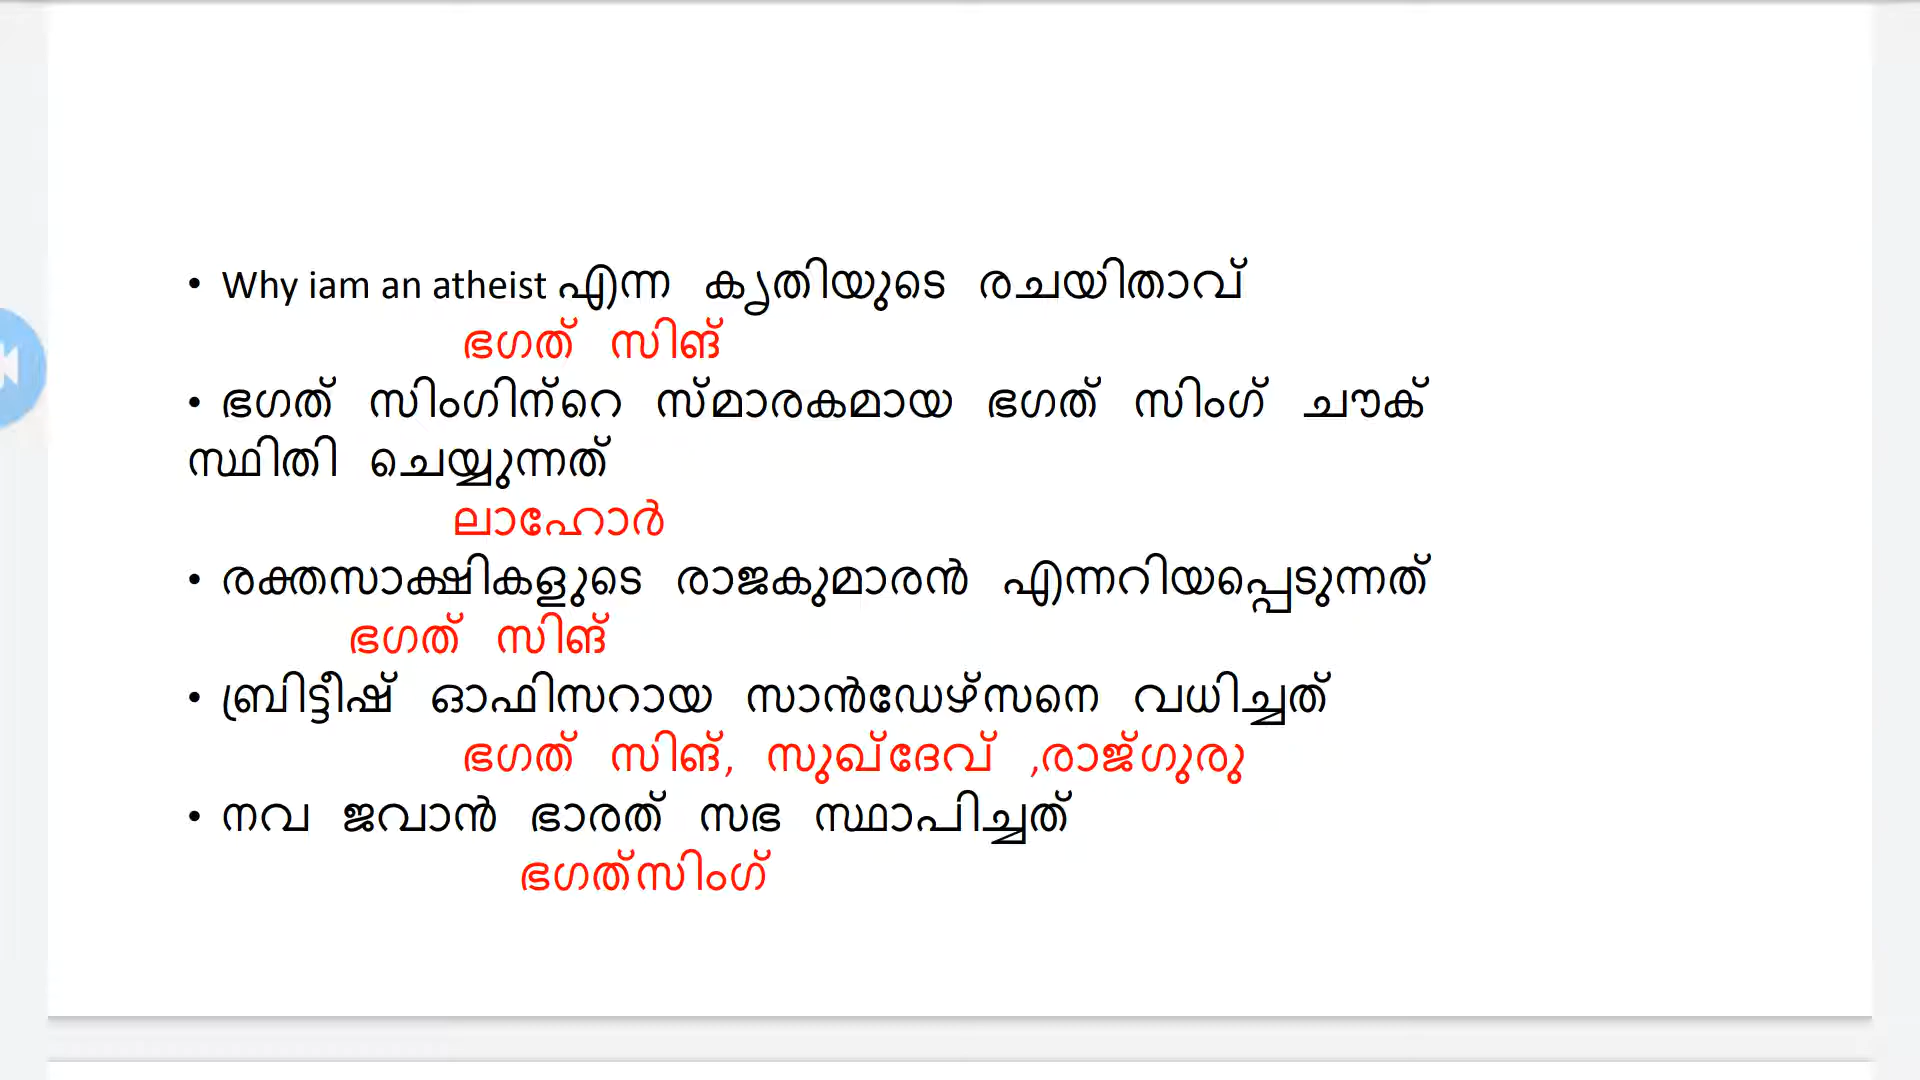 • Why iam an atheist എന്ന കൃതിയുടെ രചയിതാവ്
ഭഗത് സിങ്
• ഭഗത് സിംഗിന്റെ സ്മാരകമായ ഭഗത് സിംഗ് ചൗക്
സ്ഥിതി ചെയ്യുന്നത്
ലാഹോർ
• രക്തസാക്ഷികളുടെ രാജകുമാരൻ എന്നറിയപ്പെടുന്നത്
ഭഗത് സിങ്
• ബ്രിട്ടീഷ് ഓഫിസറായ സാൻഡേഴ്സനെ വധിച്ചത്
ഭഗത് സിങ്, സുഖ്ദേവ് ,രാജ്ഗുരു
• നവ ജവാൻ ഭാരത് സഭ സ്ഥാപിച്ചത്
ഭഗത്സിംഗ്